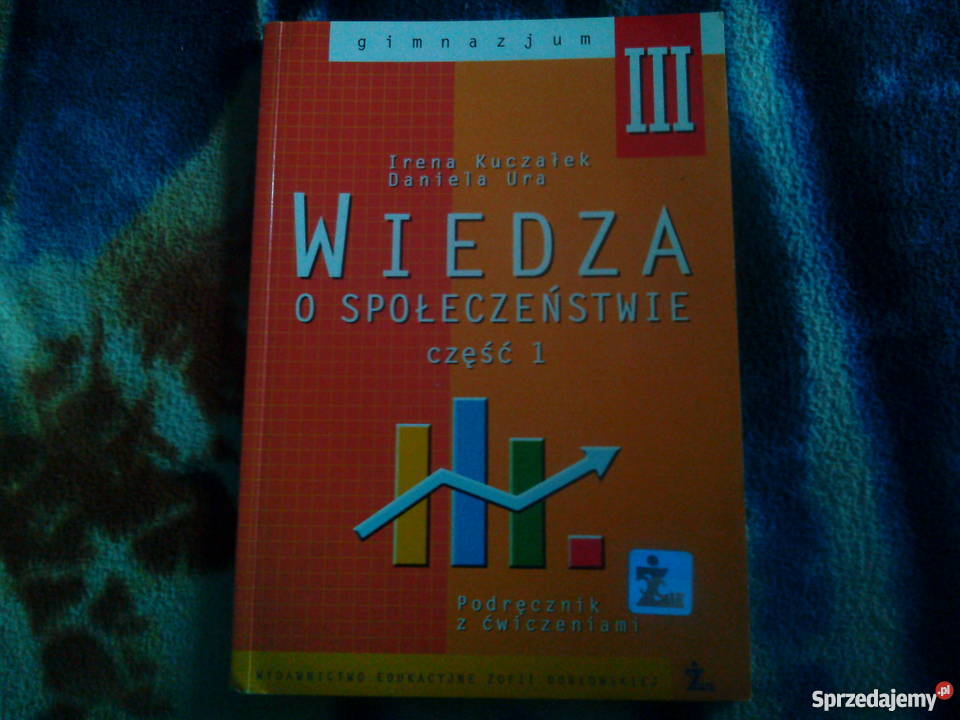 gimnazjum
III
Irena Kuczałek
Daniela Ura
WIEDZA
O SPOŁECZEŃSTWIE
część 1
Podręcznik
z ćwiczeniami
WYDAWNICTWO EDUKACYJNE ZOFII DOBKOWSKIEJ
Sprzedajemy.pl